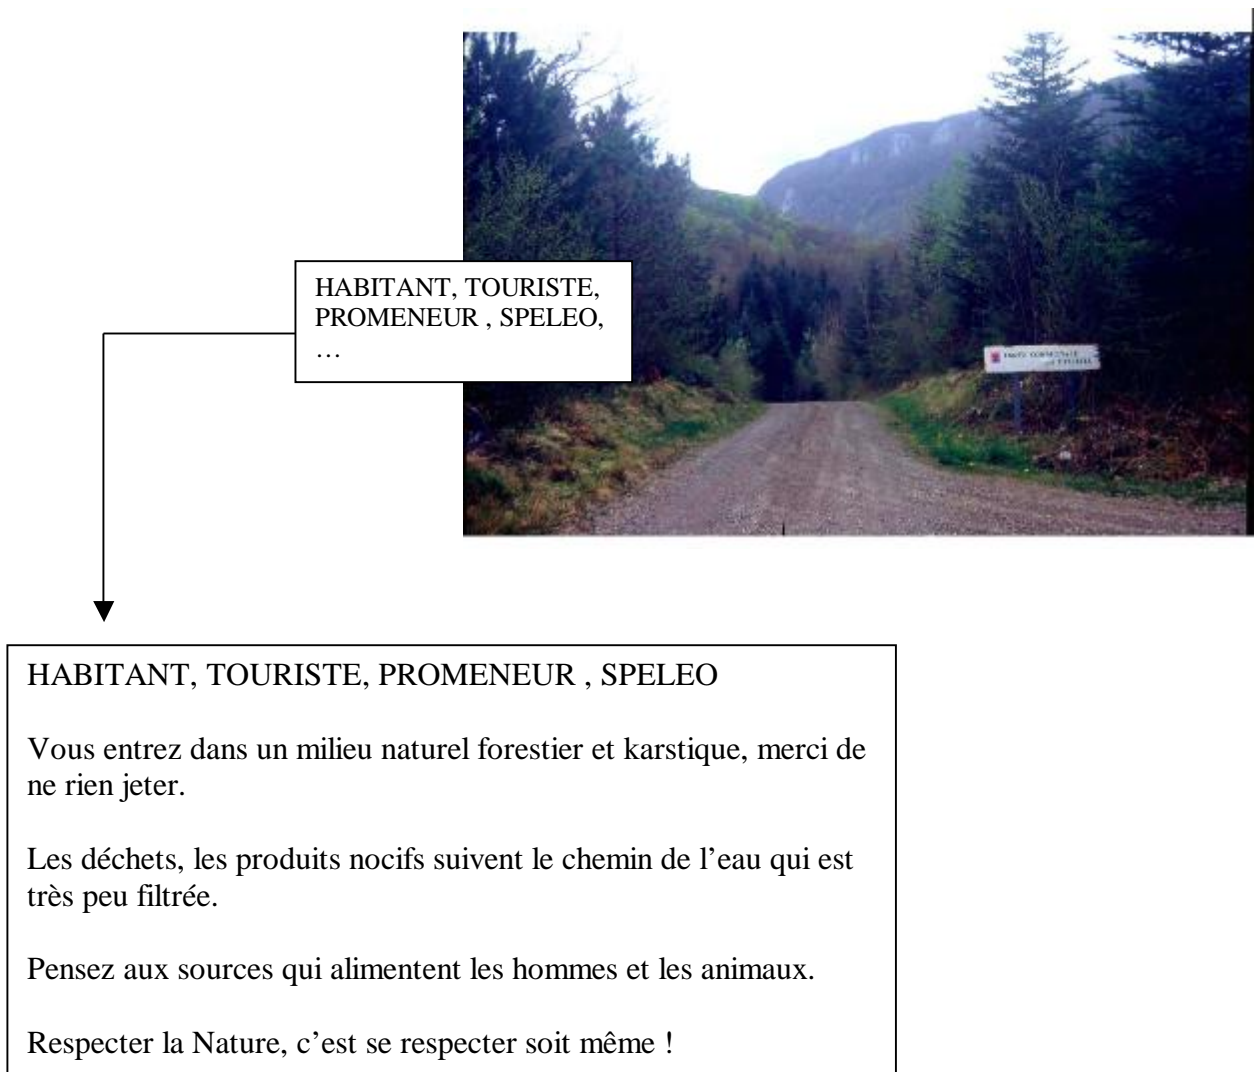 HABITANT, TOURISTE,
PROMENEUR , SPELEO,
…
HABITANT, TOURISTE, PROMENEUR , SPELEO
Vous entrez dans un milieu naturel forestier et karstique, merci de
ne rien jeter.
Les déchets, les produits nocifs suivent le chemin de l’eau qui est
très peu filtrée.
Pensez aux sources qui alimentent les hommes et les animaux.
Respecter la Nature, c’est se respecter soit même !